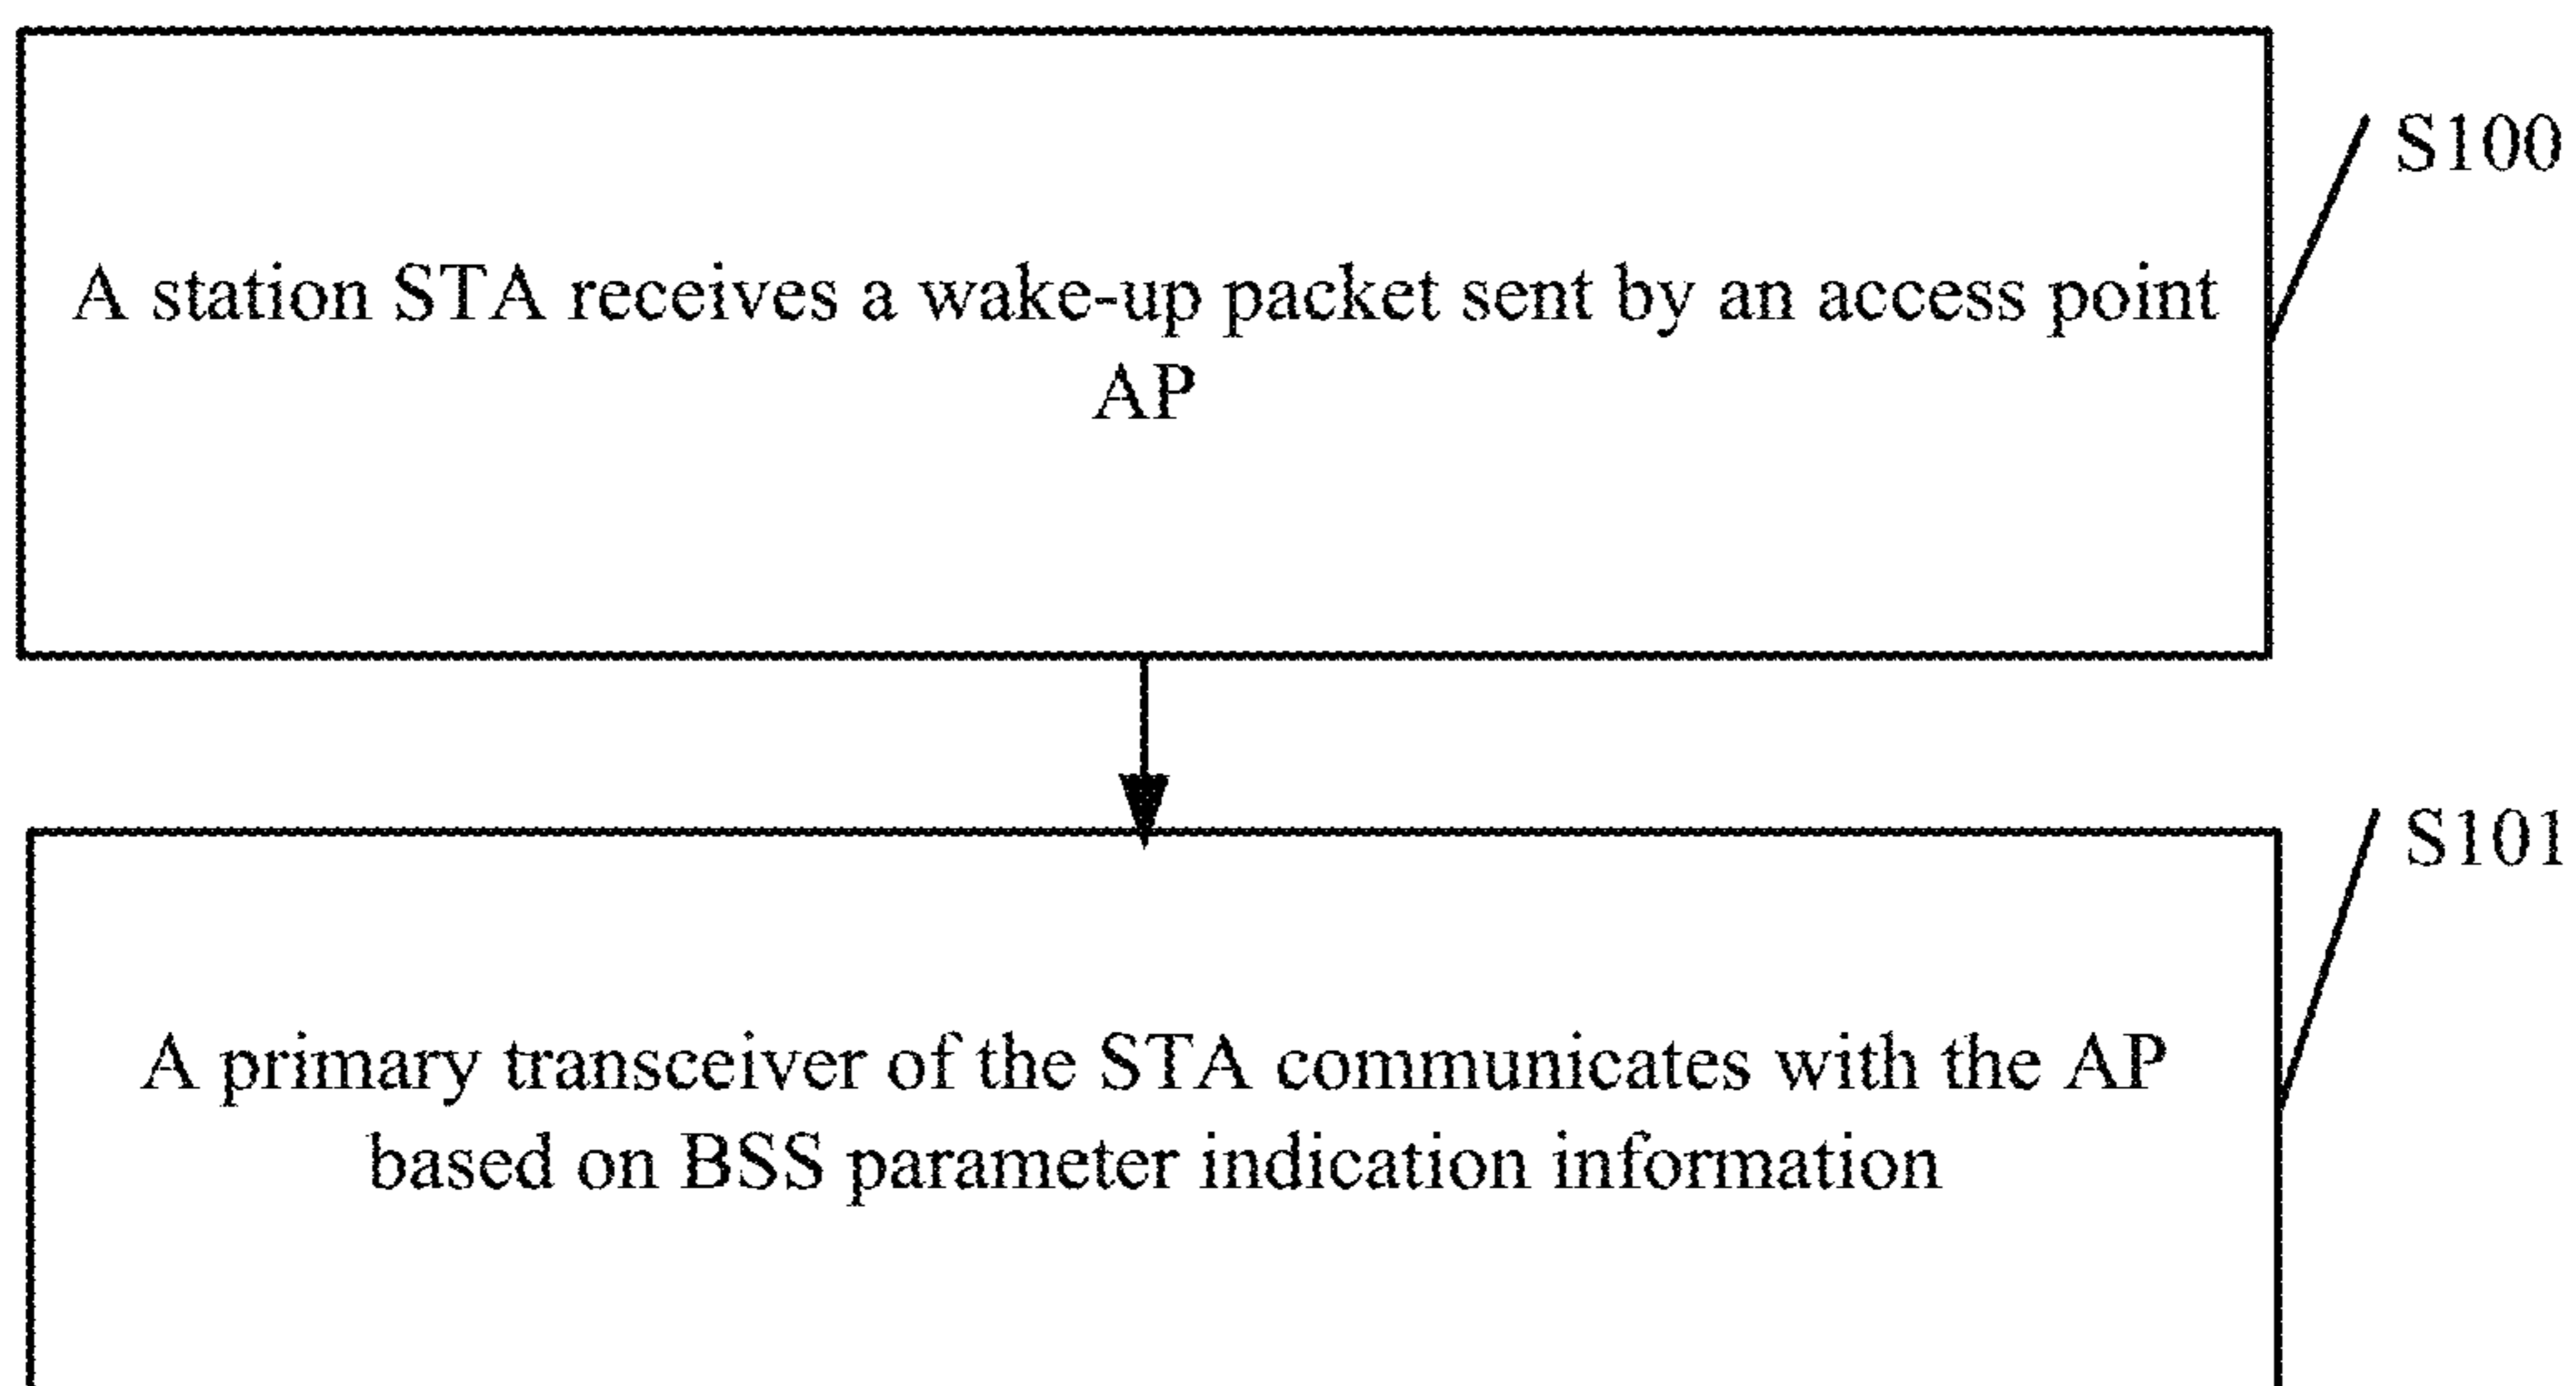 S100
A station STA receives a wake-up packet sent by an access point
AP
S101
A primary transceiver of the STA communicates with the AP
based on BSS parameter indication information